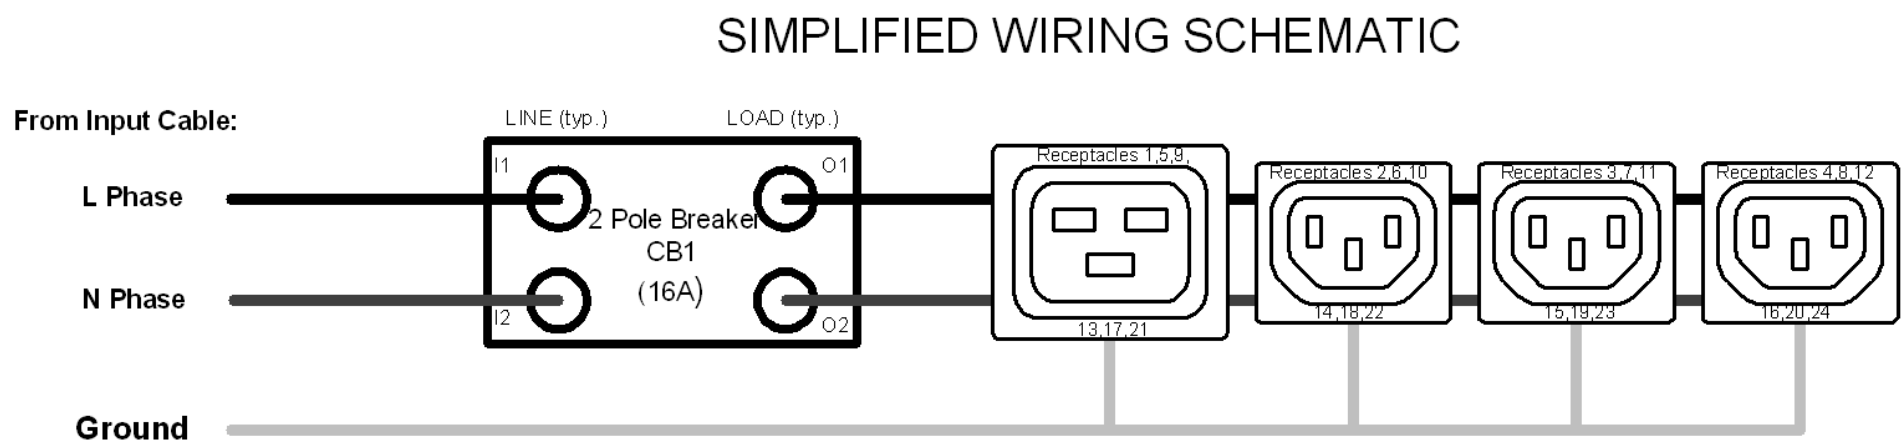 SIMPLIFIED WIRING SCHEMATIC
From Input Cable:
LINE (typ.)
LOAD (typ.)
I1
O1
L Phase
2 Pole Breaker
CB1
(16A)
N Phase
I2
O2
Receptacles 1,5,9,
13,17,21
Receptacles 2,6,10
14,18,22
Receptacles 3,7,11
15,19,23
Receptacles 4,8,12
16,20,24
Ground